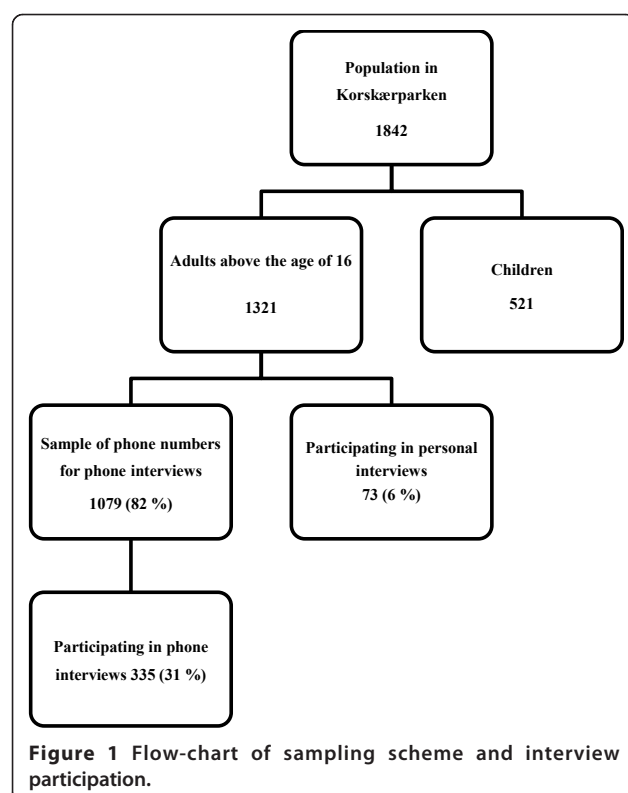 Population in
Korskærparken
1842
Adults above the age of 16
1321
Children
521
Sample of phone numbers
for phone interviews
1079 (82 %)
Participating in personal
interviews
73 (6 %)
Participating in phone
interviews 335 (31 %)
Figure 1 Flow-chart of sampling scheme and interview
participation.